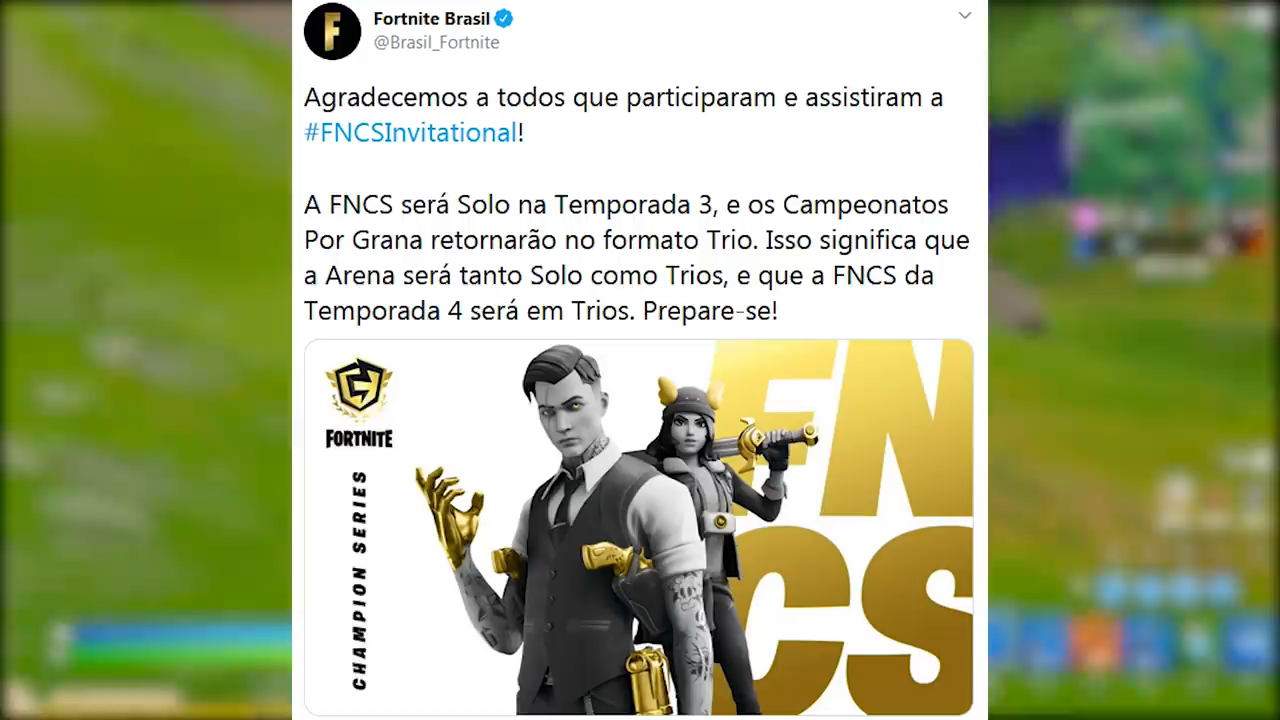 Fortnite Brasil
@Brasil_Fortnite
Agradecemos a todos que participaram e assistiram a
#FNCSInvitational!
A FNCS será Solo na Temporada 3, e os Campeonatos
Por Grana retornarão no formato Trio. Isso significa que
a Arena será tanto Solo como Trios, e que a FNCS da
Temporada 4 será em Trios. Prepare-se!
FORTNITE
CHAMPION SERIES
FN
CS